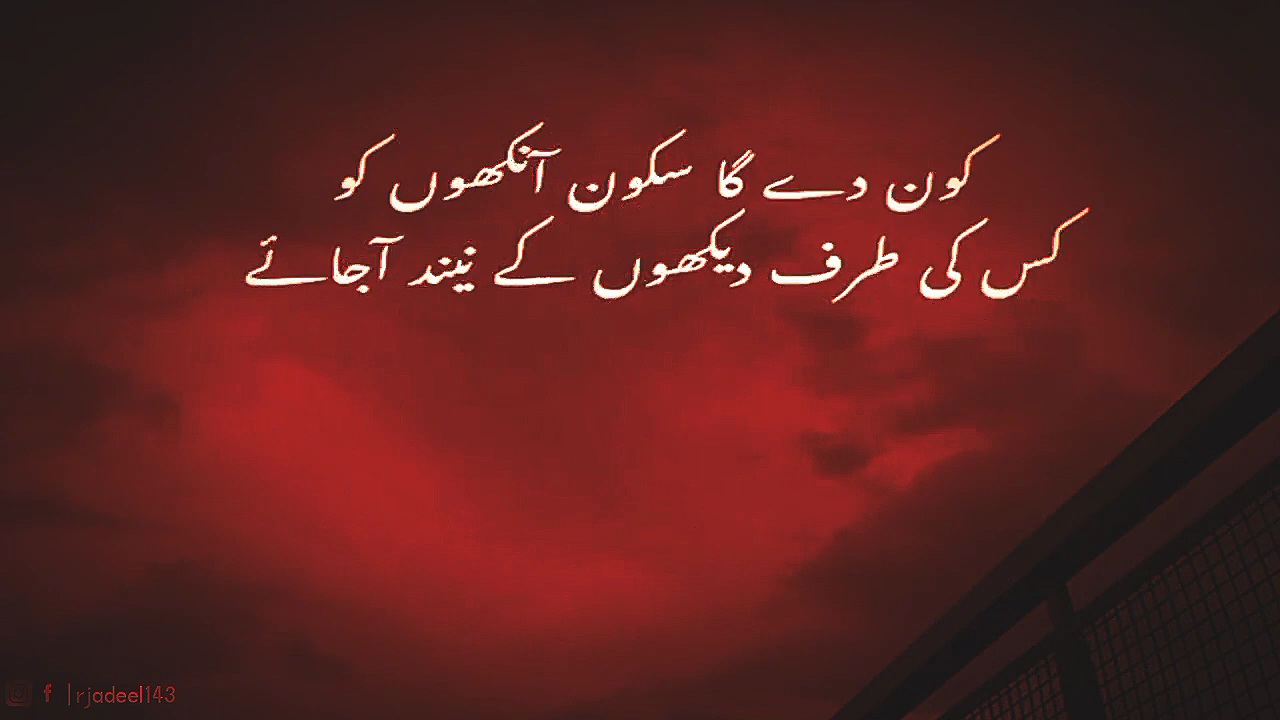 کون دے گا سکون آنکھوں کو
کس کی طرف دیکھوں کے نیند آجائے
rjadeel143